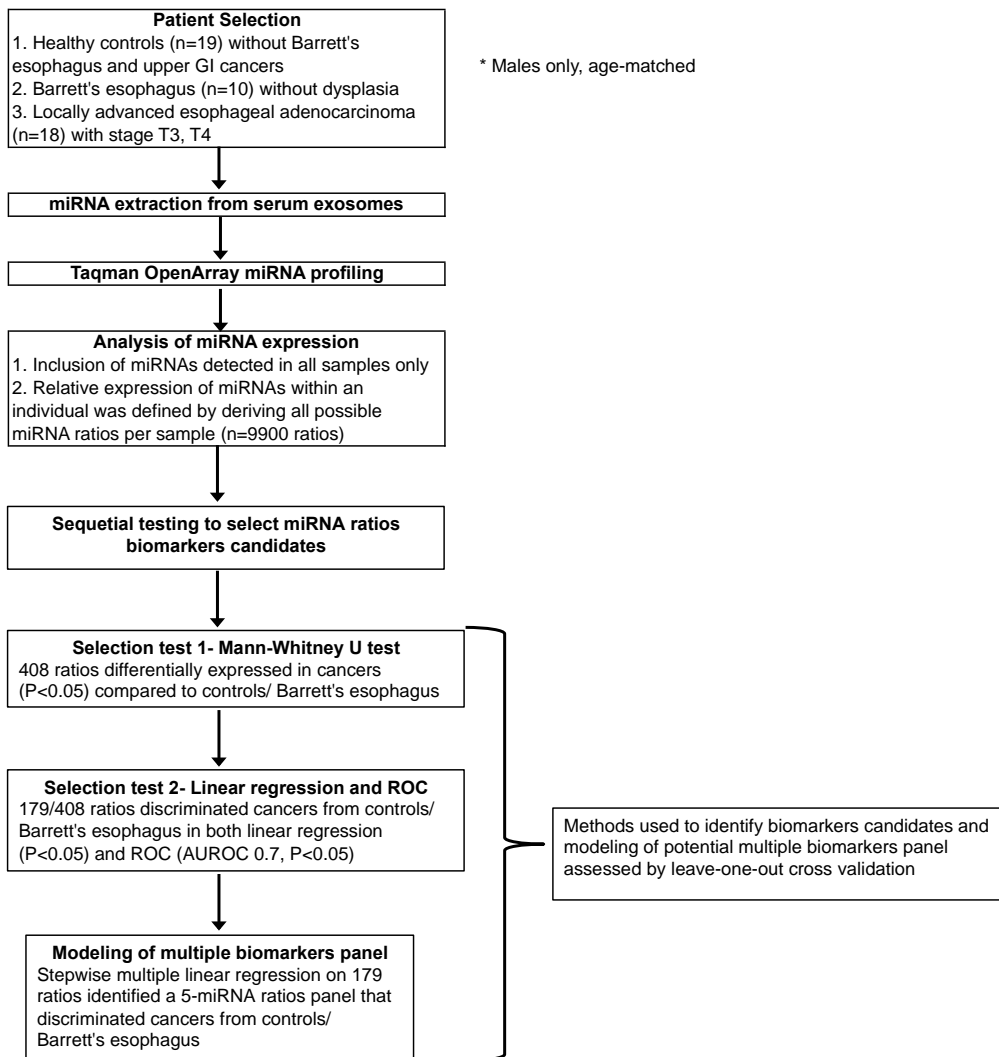 Patient Selection
1. Healthy controls (n=19) without Barrett's
esophagus and upper GI cancers
2. Barrett's esophagus (n=10) without dysplasia
3. Locally advanced esophageal adenocarcinoma
(n=18) with stage T3, T4
* Males only, age-matched
miRNA extraction from serum exosomes
Taqman OpenArray miRNA profiling
Analysis of miRNA expression
1. Inclusion of miRNAs detected in all samples only
2. Relative expression of miRNAs within an
individual was defined by deriving all possible
miRNA ratios per sample (n=9900 ratios)
Sequetial testing to select miRNA ratios
biomarkers candidates
Selection test 1- Mann-Whitney U test
408 ratios differentially expressed in cancers
(P<0.05) compared to controls/ Barrett's esophagus
Selection test 2- Linear regression and ROC
179/408 ratios discriminated cancers from controls/
Barrett's esophagus in both linear regression
(P<0.05) and ROC (AUROC 0.7, P<0.05)
Methods used to identify biomarkers candidates and
modeling of potential multiple biomarkers panel
assessed by leave-one-out cross validation
Modeling of multiple biomarkers panel
Stepwise multiple linear regression on 179
ratios identified a 5-miRNA ratios panel that
discriminated cancers from controls/
Barrett's esophagus